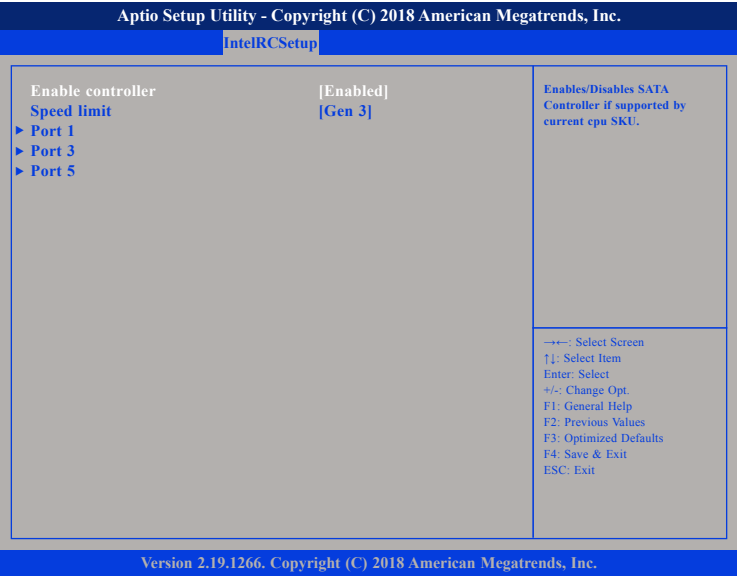 Aptio Setup Utility - Copyright (C) 2018 American Megatrends, Inc.
IntelRCSetup
Enable controller [Enabled]
Speed limit [Gen 3]
► Port 1
► Port 3
► Port 5
Enables/Disables SATA
Controller if supported by
current cpu SKU.
→←: Select Screen
↑↓: Select Item
Enter: Select
+/-: Change Opt.
F1: General Help
F2: Previous Values
F3: Optimized Defaults
F4: Save & Exit
ESC: Exit
Version 2.19.1266. Copyright (C) 2018 American Megatrends, Inc.